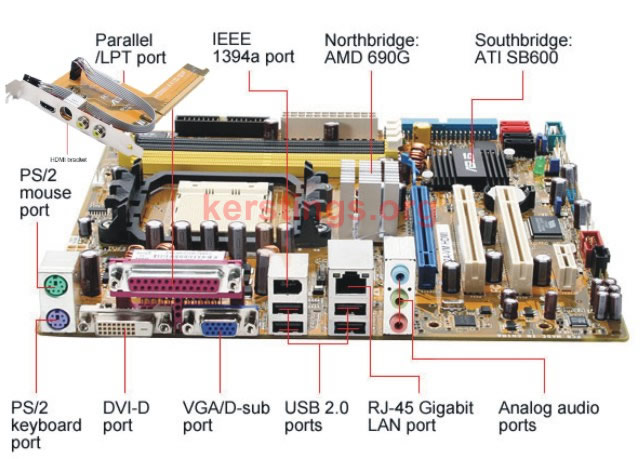 Parallel
/LPT port
IEEE
1394a port
Northbridge:
AMD 690G
Southbridge:
ATI SB600
HDMI bracket
PS/2
mouse
port
kerstings.org
PS/2
keyboard
port
DVI-D
port
VGA/D-sub
port
USB 2.0
ports
RJ-45 Gigabit
LAN port
Analog audio
ports